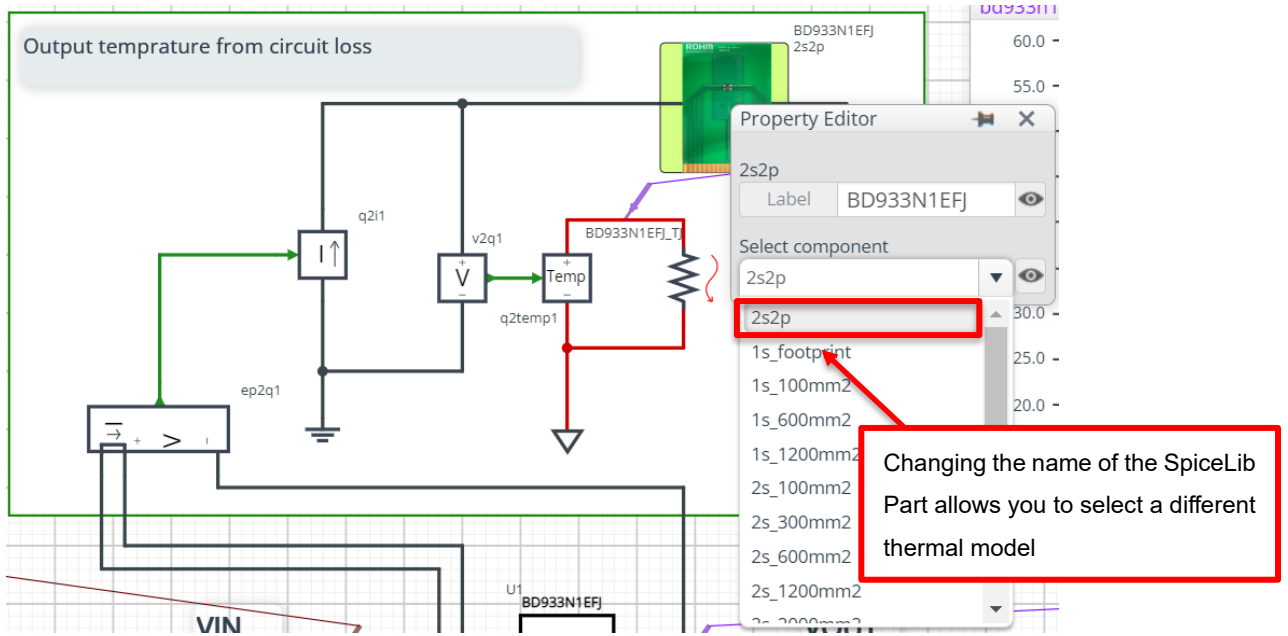 bd933n1
Output temprature from circuit loss
BD933N1EFJ
2s2p
ROHM
60.0
55.0
Property Editor
2s2p
Label BD933N1EFJ
Select component
2s2p
2s2p
1s_footprint
1s_100mm2
1s_600mm2
1s_1200mm2
2s_100mm2
2s_300mm2
2s_600mm2
2s_1200mm2
30.0
25.0
20.0
q2i1
I↑
v2q1
+
V
−
BD933N1EFJ_TJ
+
Temp
−
q2temp1
ep2q1
I
+ V −
Changing the name of the SpiceLib
Part allows you to select a different
thermal model
U1
BD933N1EFJ
VIN
VOUT